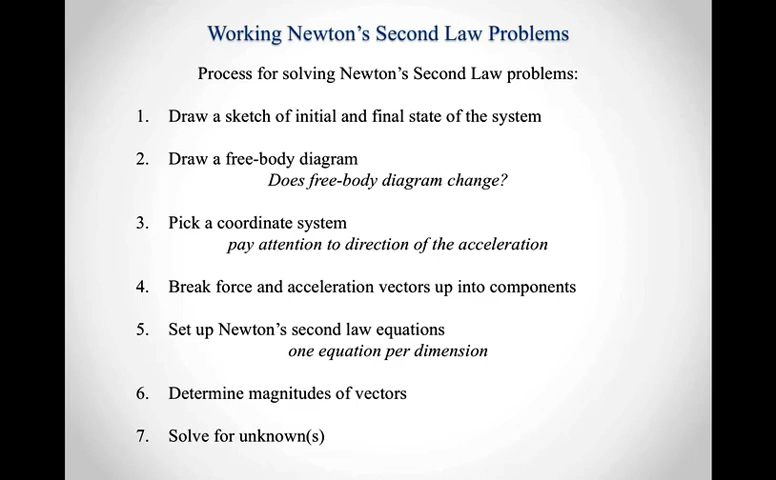 Working Newton's Second Law Problems
Process for solving Newton's Second Law problems:
1. Draw a sketch of initial and final state of the system
2. Draw a free-body diagram
Does free-body diagram change?
3. Pick a coordinate system
pay attention to direction of the acceleration
4. Break force and acceleration vectors up into components
5. Set up Newton's second law equations
one equation per dimension
6. Determine magnitudes of vectors
7. Solve for unknown(s)